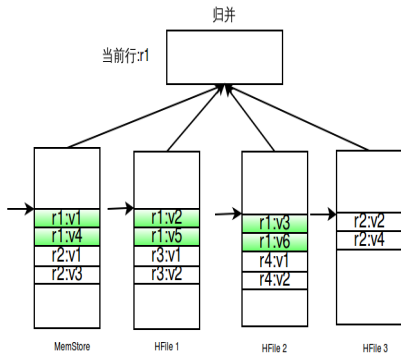 归并
当前行:r1
r1:v1
r1:v4
r2:v1
r2:v3
MemStore
r1:v2
r1:v5
r3:v1
r3:v2
HFile 1
r1:v3
r1:v6
r4:v1
r4:v2
HFile 2
r2:v2
r2:v4
HFile 3